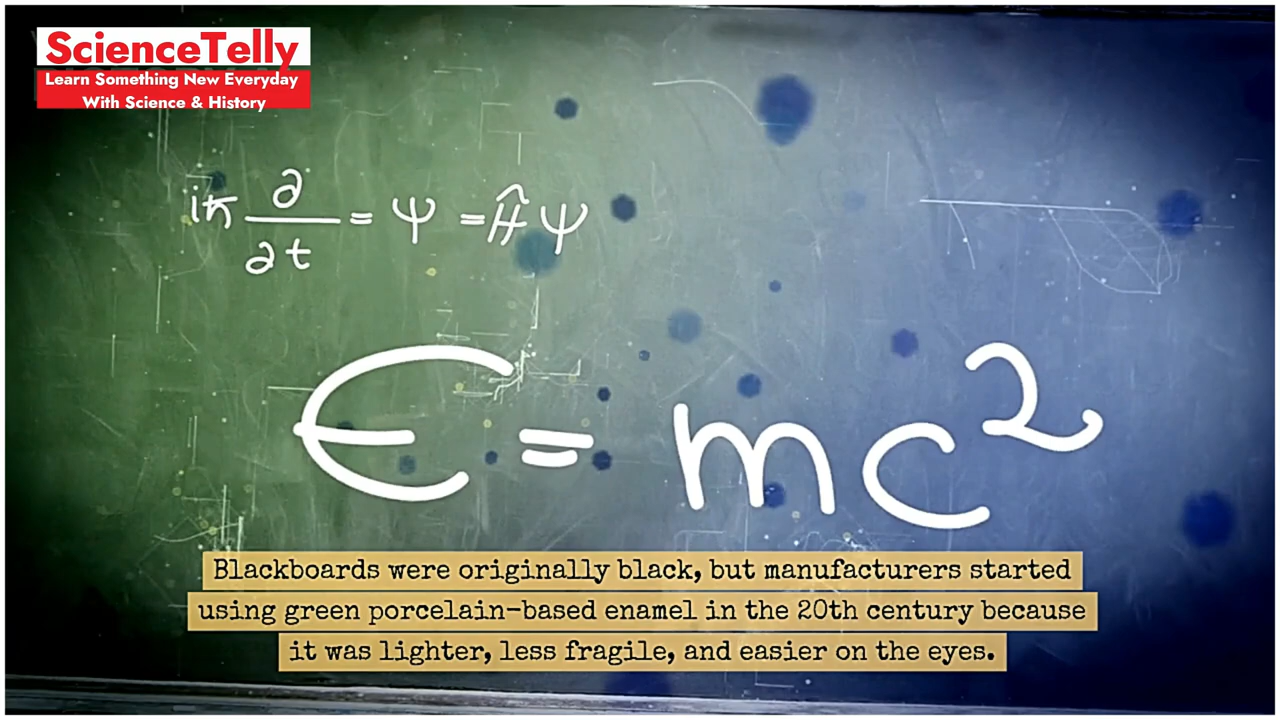 ScienceTelly
Learn Something New Everyday
With Science & History
iħ ∂/∂t = Ψ = Ĥ Ψ
E = mc²
Blackboards were originally black, but manufacturers started
using green porcelain-based enamel in the 20th century because
it was lighter, less fragile, and easier on the eyes.